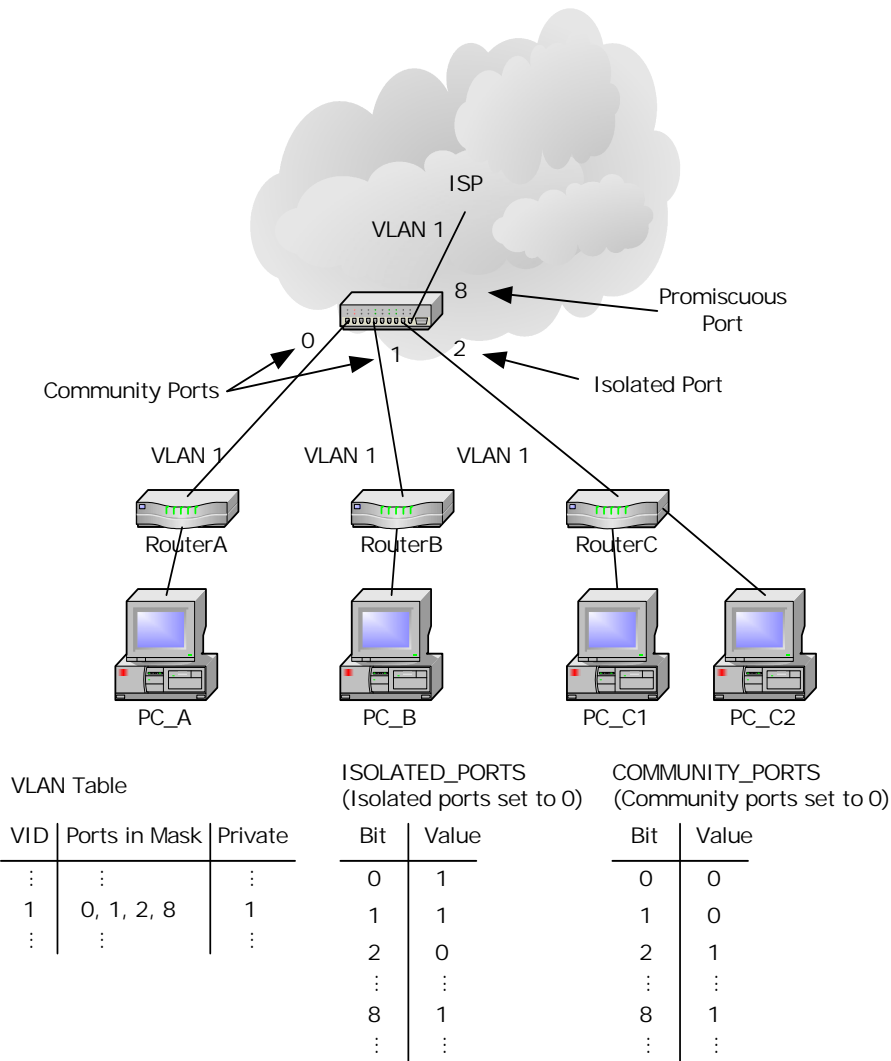 ISP
VLAN 1
8
Promiscuous
Port
0
1
2
Community Ports
Isolated Port
VLAN 1
VLAN 1
VLAN 1
RouterA
RouterB
RouterC
PC_A
PC_B
PC_C1
PC_C2
VLAN Table
VID Ports in Mask Private
⋮ ⋮ ⋮
1 0, 1, 2, 8 1
⋮ ⋮ ⋮
ISOLATED_PORTS
(Isolated ports set to 0)
Bit Value
0 1
1 1
2 0
⋮ ⋮
8 1
⋮ ⋮
COMMUNITY_PORTS
(Community ports set to 0)
Bit Value
0 0
1 0
2 1
⋮ ⋮
8 1
⋮ ⋮